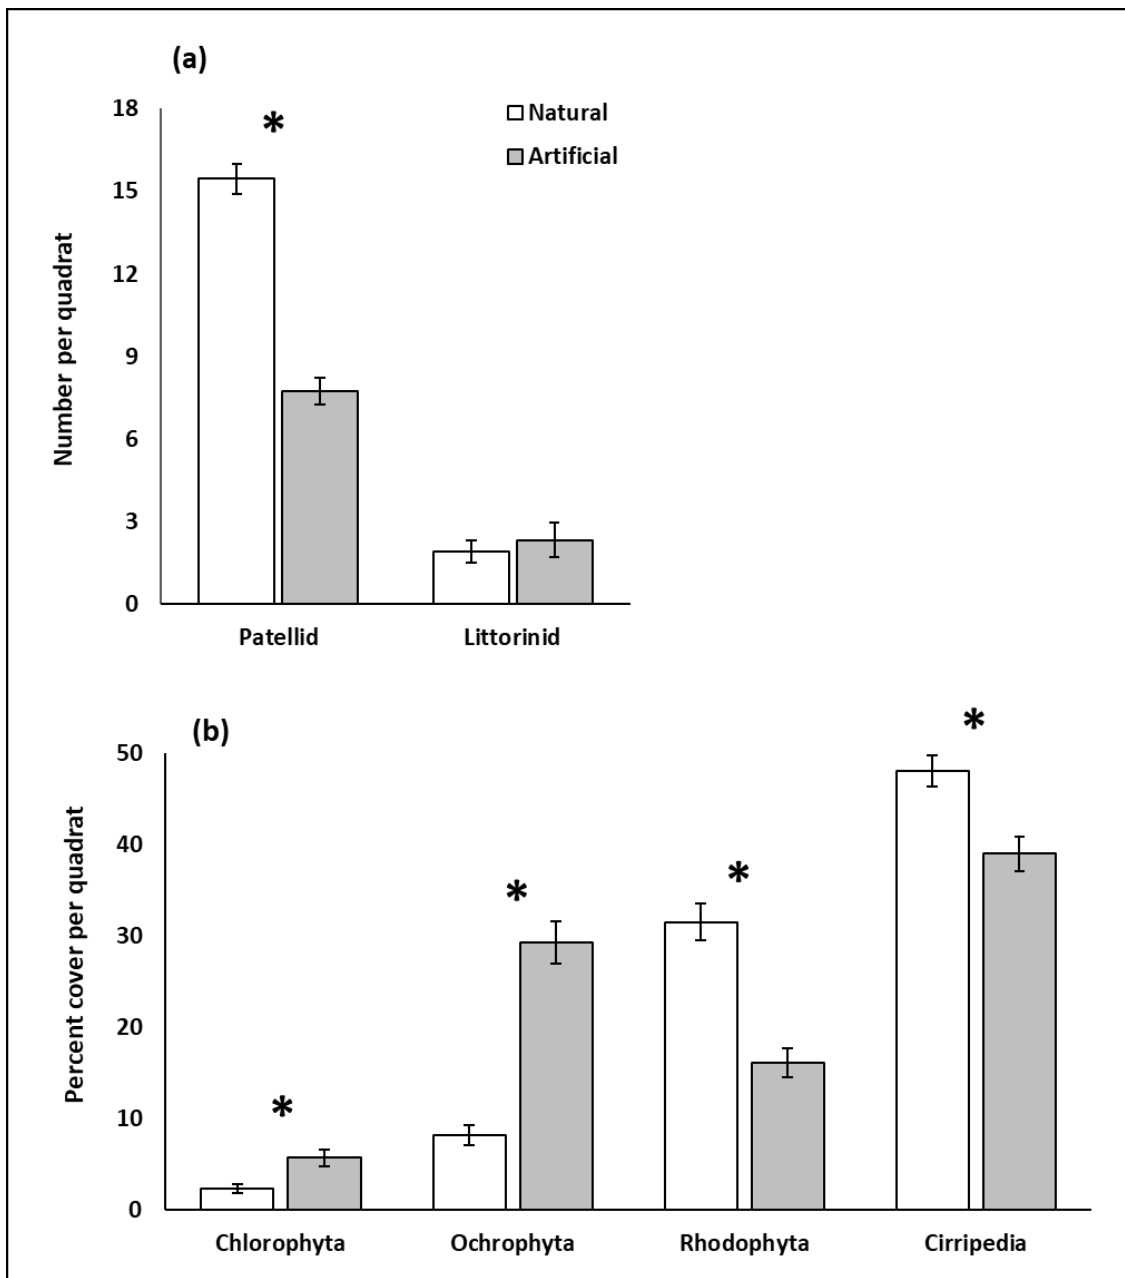 (a)
Number per quadrat
18
15
12
9
6
3
0
*
Natural
Artificial
Patellid Littorinid
(b)
Percent cover per quadrat
50
40
30
20
10
0
* * * *
Chlorophyta Ochrophyta Rhodophyta Cirripedia